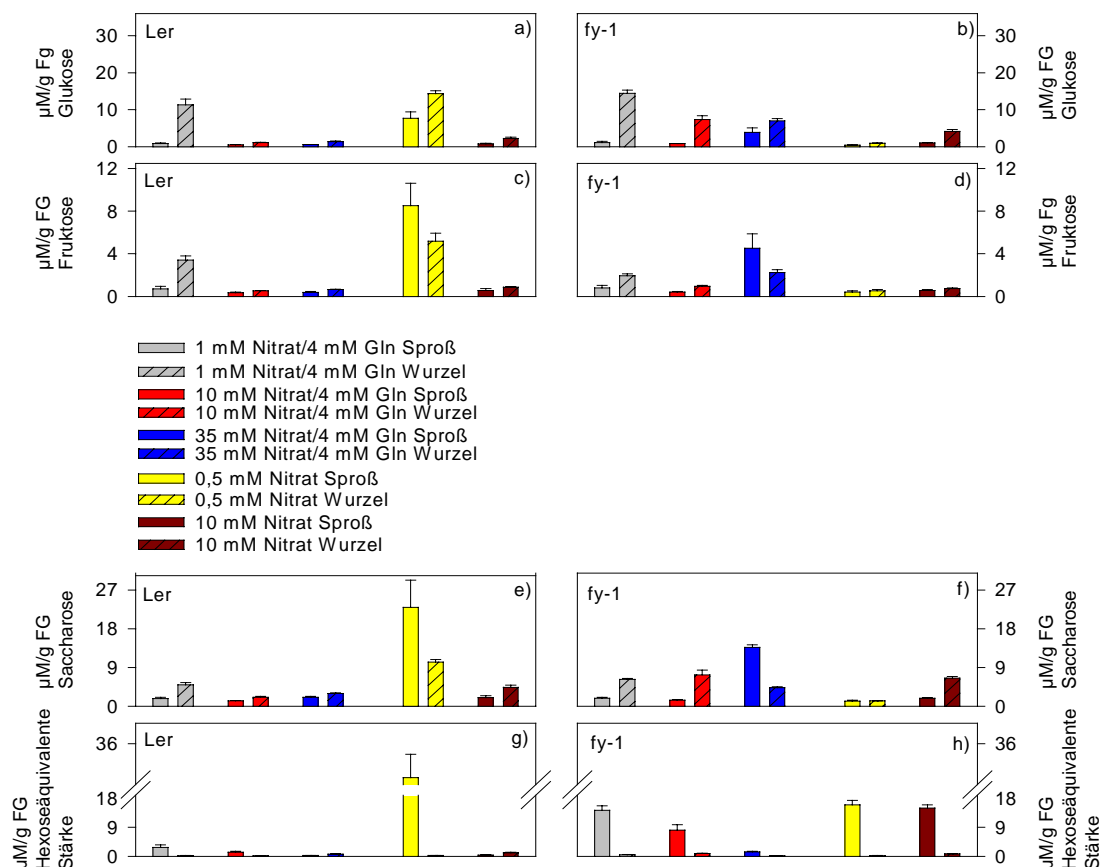 Ler
a)
fy-1
b)
30
20
10
0
µM/g Fg
Glukose
30
20
10
0
µM/g FG
Glukose
Ler
c)
fy-1
d)
12
8
4
0
µM/g FG
Fruktose
12
8
4
0
µM/g Fg
Fruktose
1 mM Nitrat/4 mM Gln Sproß
1 mM Nitrat/4 mM Gln Wurzel
10 mM Nitrat/4 mM Gln Sproß
10 mM Nitrat/4 mM Gln Wurzel
35 mM Nitrat/4 mM Gln Sproß
35 mM Nitrat/4 mM Gln Wurzel
0,5 mM Nitrat Sproß
0,5 mM Nitrat Wurzel
10 mM Nitrat Sproß
10 mM Nitrat Wurzel
Ler
e)
fy-1
f)
27
18
9
0
µM/g FG
Saccharose
27
18
9
0
µM/g FG
Saccharose
Ler
g)
fy-1
h)
36
18
9
0
µM/g FG
Hexoseäquivalente
Stärke
36
18
9
0
µM/g FG
Hexoseäquivalente
Stärke